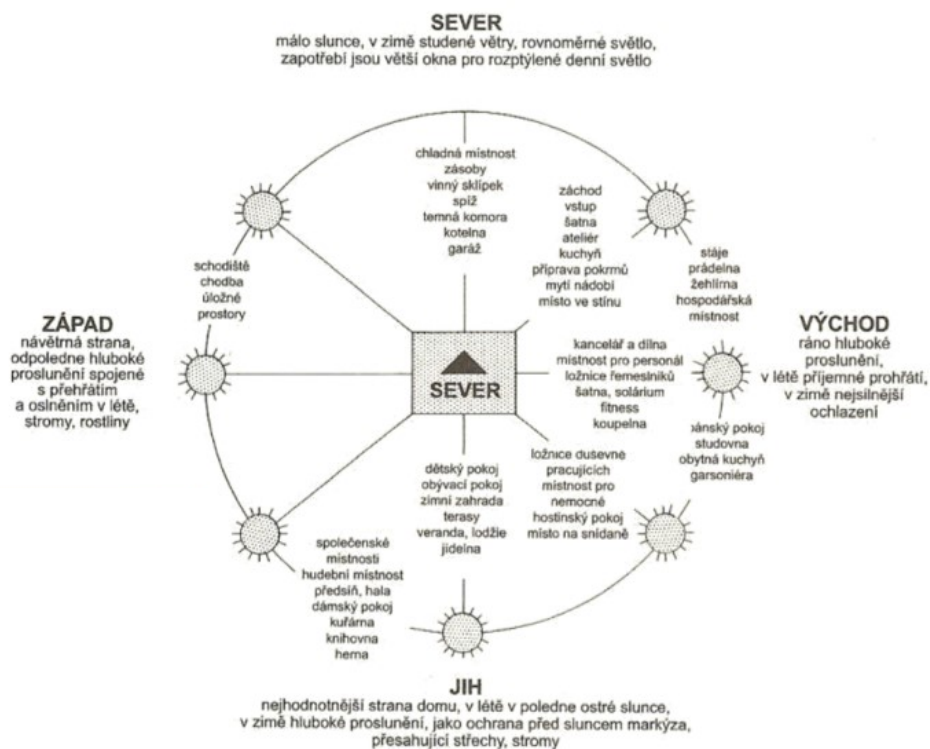 SEVER
málo slunce, v zimě studené větry, rovnoměrné světlo,
zapotřebí jsou větší okna pro rozptýlené denní světlo
chladná místnost
zásoby
vinný sklípek
spíž
temná komora
kotelna
garáž
záchod
vstup
šatna
ateliér
kuchyň
příprava pokrmů
mytí nádobí
místo ve stínu
stáje
prádelna
žehlírna
hospodářská
místnost
schodiště
chodba
úložné
prostory
ZÁPAD
návětrná strana,
odpoledne hluboké
proslunění spojené
s přehřátím
a oslněním v létě,
stromy, rostliny
SEVER
kancelář a dílna
místnost pro personál
ložnice řemeslníků
šatna, solárium
fitness
koupelna
VÝCHOD
ráno hluboké
proslunění,
v létě příjemné prohřátí,
v zimě nejsilnější
ochlazení
pánský pokoj
studovna
obytná kuchyň
garsoniéra
ložnice duševně
pracujících
místnost pro
nemocné
hostinský pokoj
místo na snídaně
dětský pokoj
obývací pokoj
zimní zahrada
terasy
veranda, lodžie
jídelna
společenské
místnosti
hudební místnost
předsíň, hala
dámský pokoj
kuřárna
knihovna
herna
JIH
nejhodnotnější strana domu, v létě v poledne ostré slunce,
v zimě hluboké proslunění, jako ochrana před sluncem markýza,
přesahující střechy, stromy